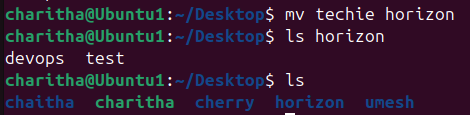 charitha@Ubuntu1:~/Desktop$ mv techie horizon
charitha@Ubuntu1:~/Desktop$ ls horizon
devops  test
charitha@Ubuntu1:~/Desktop$ ls
chaitha  charitha  cherry  horizon  umesh